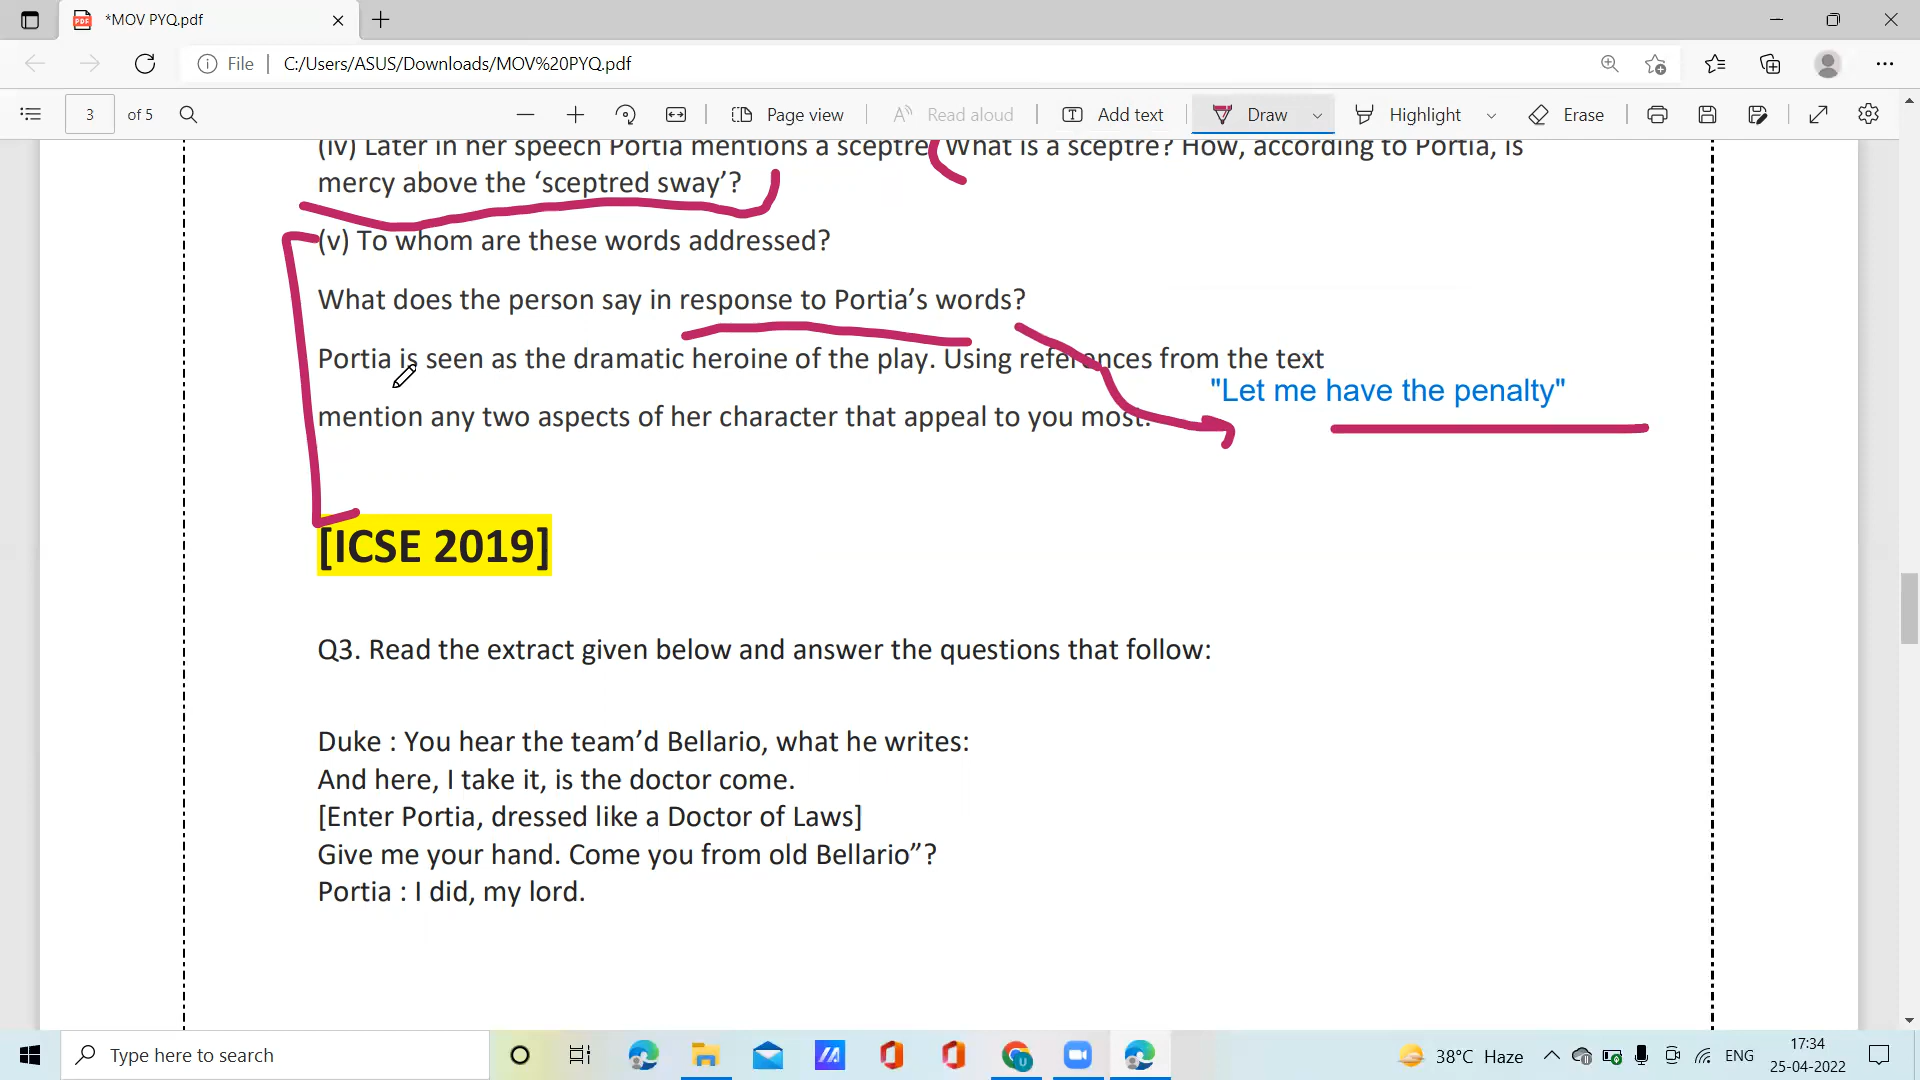 *MOV PYQ.pdf
File
C:/Users/ASUS/Downloads/MOV%20PYQ.pdf
3 of 5
Page view
Read aloud
Add text
Draw
Highlight
Erase
(iv) Later in her speech Portia mentions a sceptre. What is a sceptre? How, according to Portia, is
mercy above the ‘sceptred sway’?
(v) To whom are these words addressed?
What does the person say in response to Portia’s words?
Portia is seen as the dramatic heroine of the play. Using references from the text
"Let me have the penalty"
mention any two aspects of her character that appeal to you most.
[ICSE 2019]
Q3. Read the extract given below and answer the questions that follow:
Duke : You hear the team’d Bellario, what he writes:
And here, I take it, is the doctor come.
[Enter Portia, dressed like a Doctor of Laws]
Give me your hand. Come you from old Bellario”?
Portia : I did, my lord.
Type here to search
38°C Haze
ENG
17:34
25-04-2022